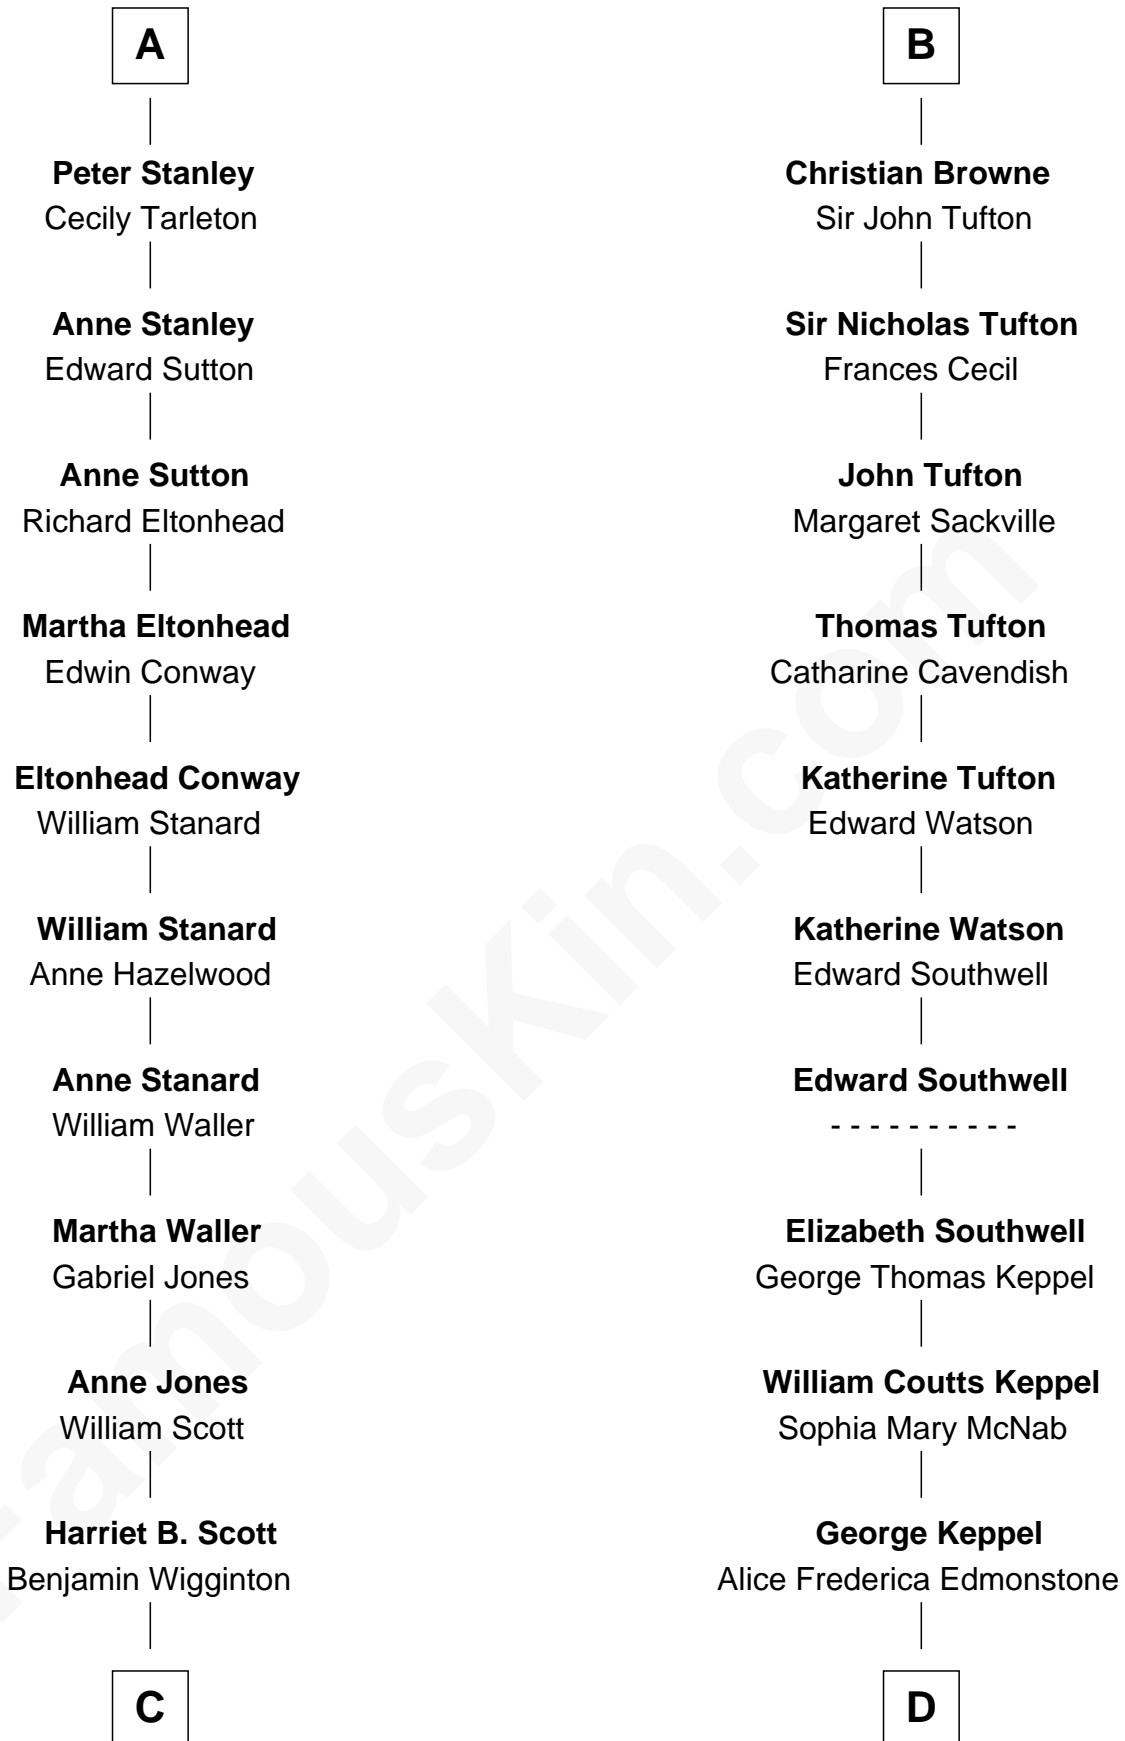 A
Peter Stanley
Cecily Tarleton
Anne Stanley
Edward Sutton
Anne Sutton
Richard Eltonhead
Martha Eltonhead
Edwin Conway
Eltonhead Conway
William Stanard
William Stanard
Anne Hazelwood
Anne Stanard
William Waller
Martha Waller
Gabriel Jones
Anne Jones
William Scott
Harriet B. Scott
Benjamin Wigginton
C
B
Christian Browne
Sir John Tufton
Sir Nicholas Tufton
Frances Cecil
John Tufton
Margaret Sackville
Thomas Tufton
Catharine Cavendish
Katherine Tufton
Edward Watson
Katherine Watson
Edward Southwell
Edward Southwell
- - - - - - - - - -
Elizabeth Southwell
George Thomas Keppel
William Coutts Keppel
Sophia Mary McNab
George Keppel
Alice Frederica Edmonstone
D
FamousKin.com